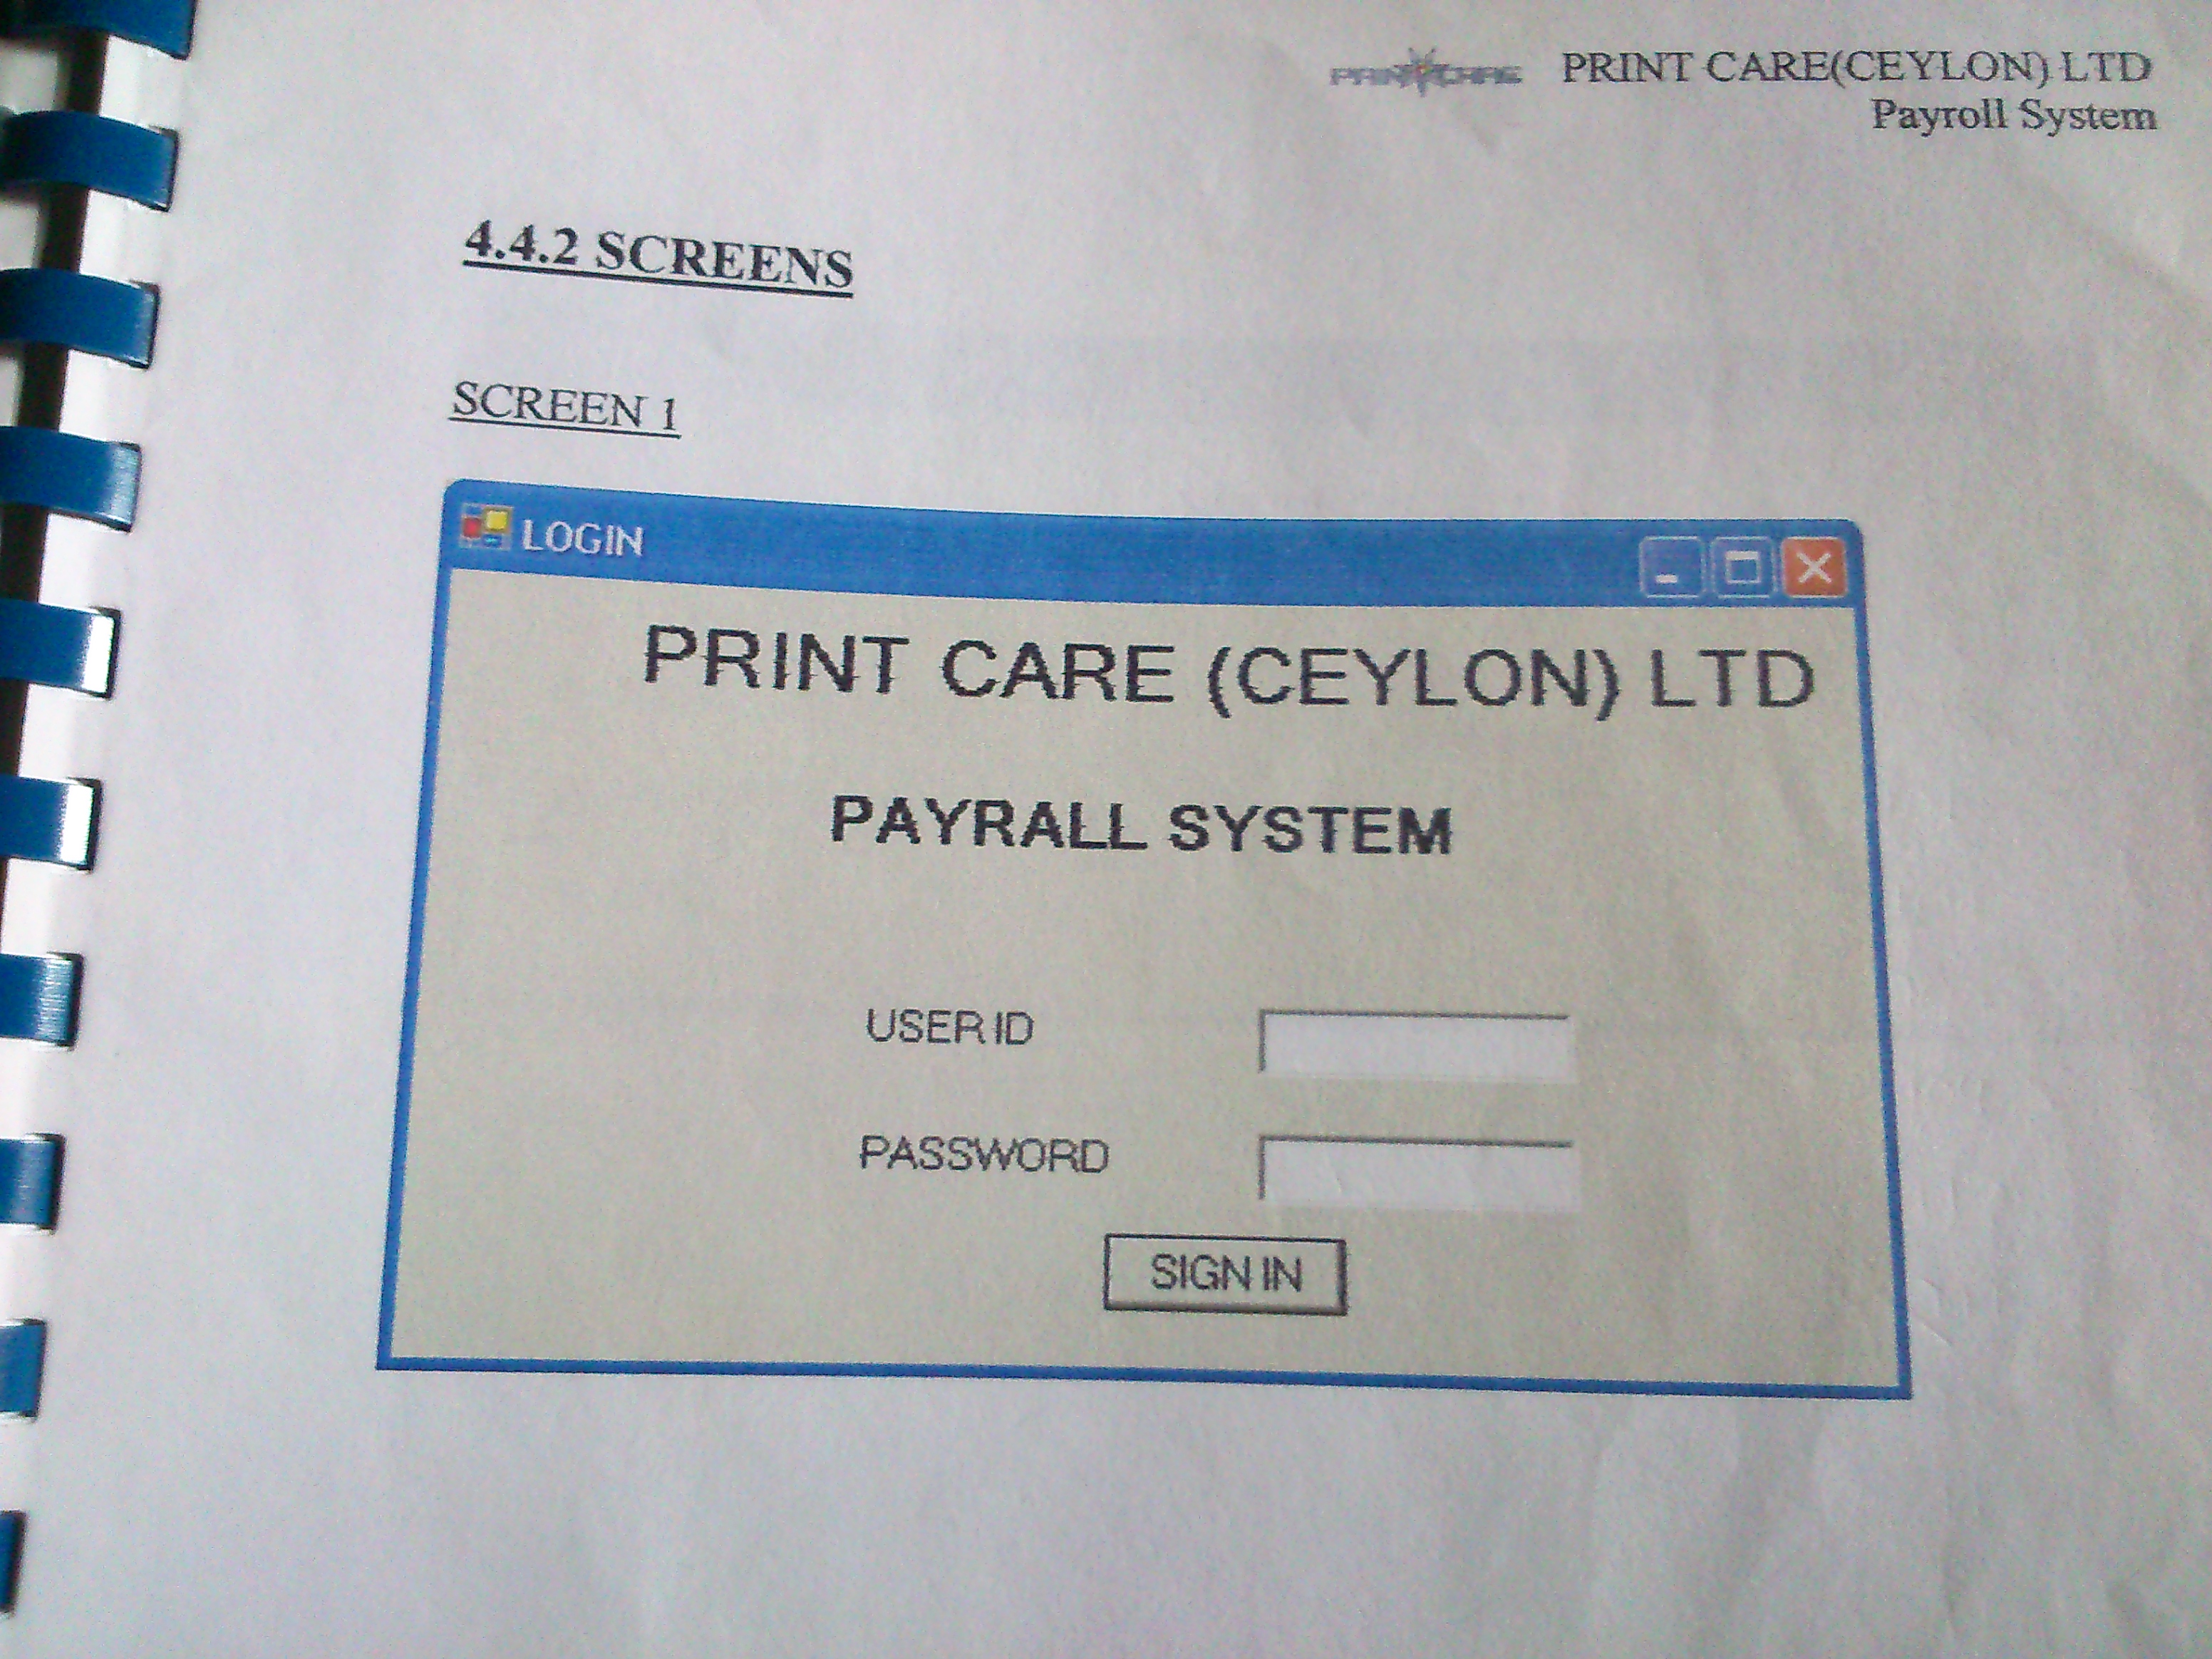 PRINTCARE PRINT CARE(CEYLON) LTD
Payroll System
4.4.2 SCREENS
SCREEN 1
LOGIN
PRINT CARE (CEYLON) LTD
PAYRALL SYSTEM
USER ID
PASSWORD
SIGN IN